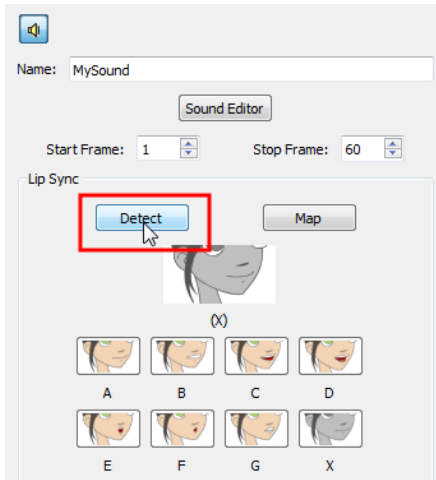 Name: MySound
Sound Editor
Start Frame: 1 Stop Frame: 60
Lip Sync
Detect Map
(X)
A B C D
E F G X